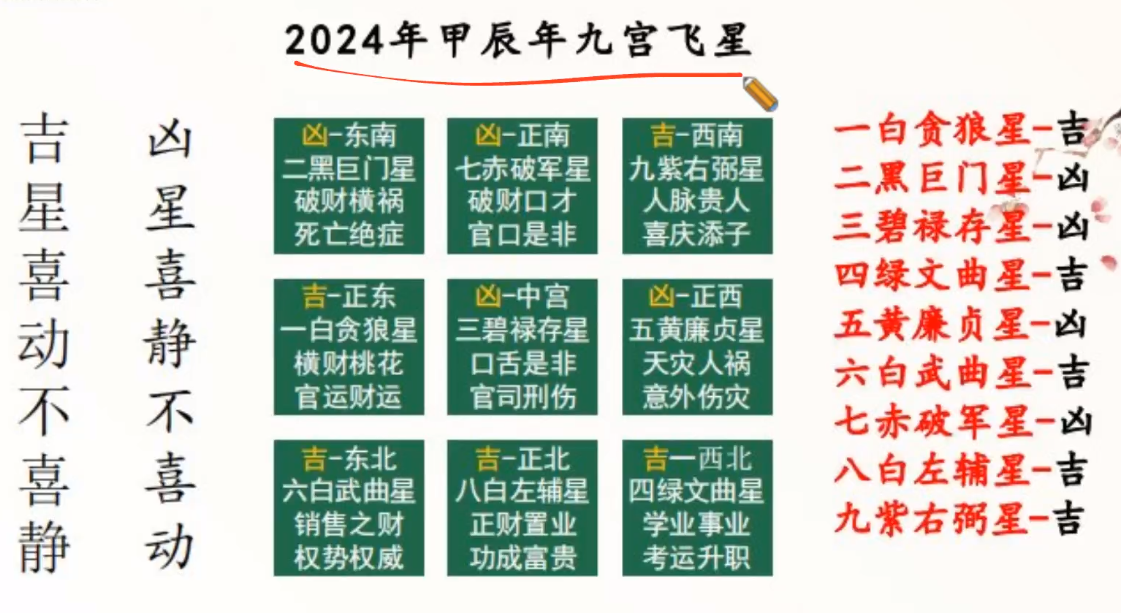 2024年甲辰年九宫飞星
吉星喜动不喜静
凶星喜静不喜动
凶-东南
二黑巨门星
破财横祸
死亡绝症
凶-正南
七赤破军星
破财口才
官口是非
吉-西南
九紫右弼星
人脉贵人
喜庆添子
吉-正东
一白贪狼星
横财桃花
官运财运
凶-中宫
三碧禄存星
口舌是非
官司刑伤
凶-正西
五黄廉贞星
天灾人祸
意外伤灾
吉-东北
六白武曲星
销售之财
权势权威
吉-正北
八白左辅星
正财置业
功成富贵
吉一西北
四绿文曲星
学业事业
考运升职
一白贪狼星-吉
二黑巨门星-凶
三碧禄存星-凶
四绿文曲星-吉
五黄廉贞星-凶
六白武曲星-吉
七赤破军星-凶
八白左辅星-吉
九紫右弼星-吉